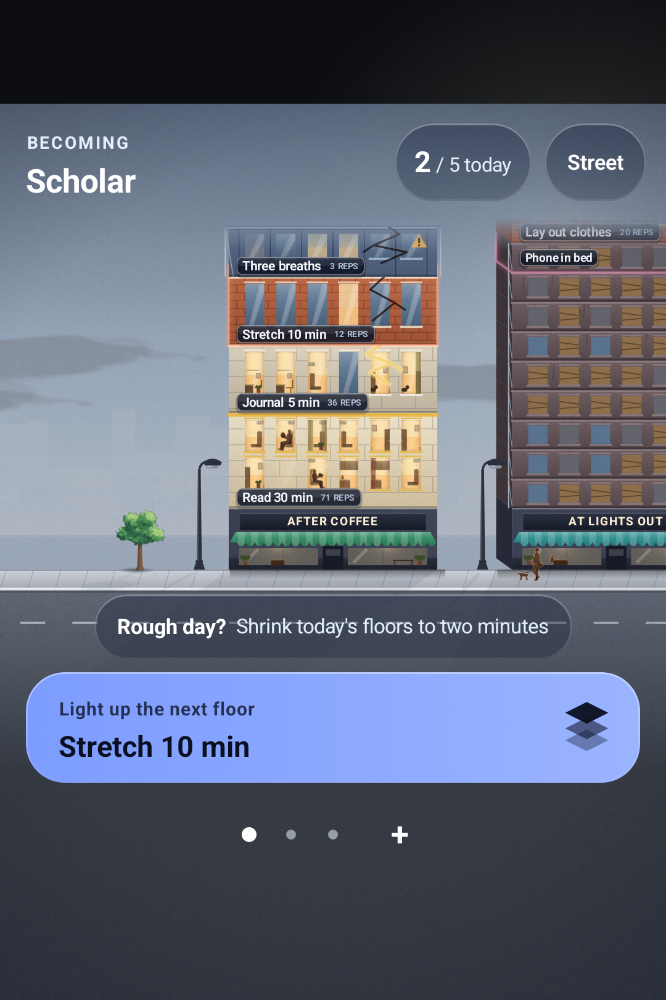 BECOMING
Scholar
2 / 5 today
Street
Lay out clothes 20 REPS
Phone in bed
Three breaths 3 REPS
Stretch 10 min 12 REPS
Journal 5 min 36 REPS
Read 30 min 71 REPS
AFTER COFFEE
AT LIGHTS OUT
Rough day? Shrink today's floors to two minutes
Light up the next floor
Stretch 10 min